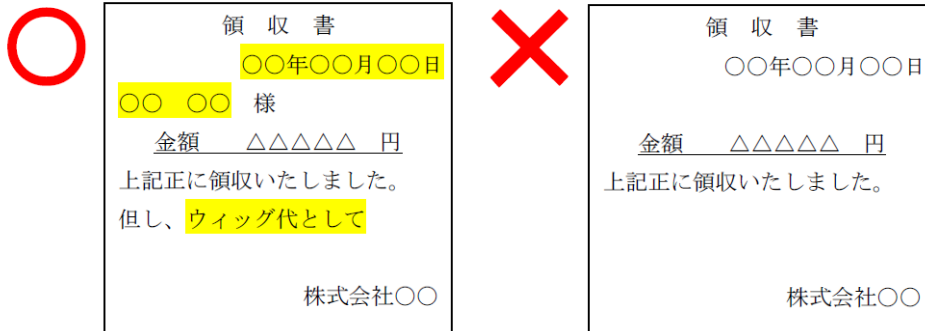 領　収　書
○○年○○月○○日
○○　○○　様
金額　　△△△△△　円
上記正に領収いたしました。
但し、ウィッグ代として
株式会社○○
領　収　書
○○年○○月○○日
金額　　△△△△△　円
上記正に領収いたしました。
株式会社○○